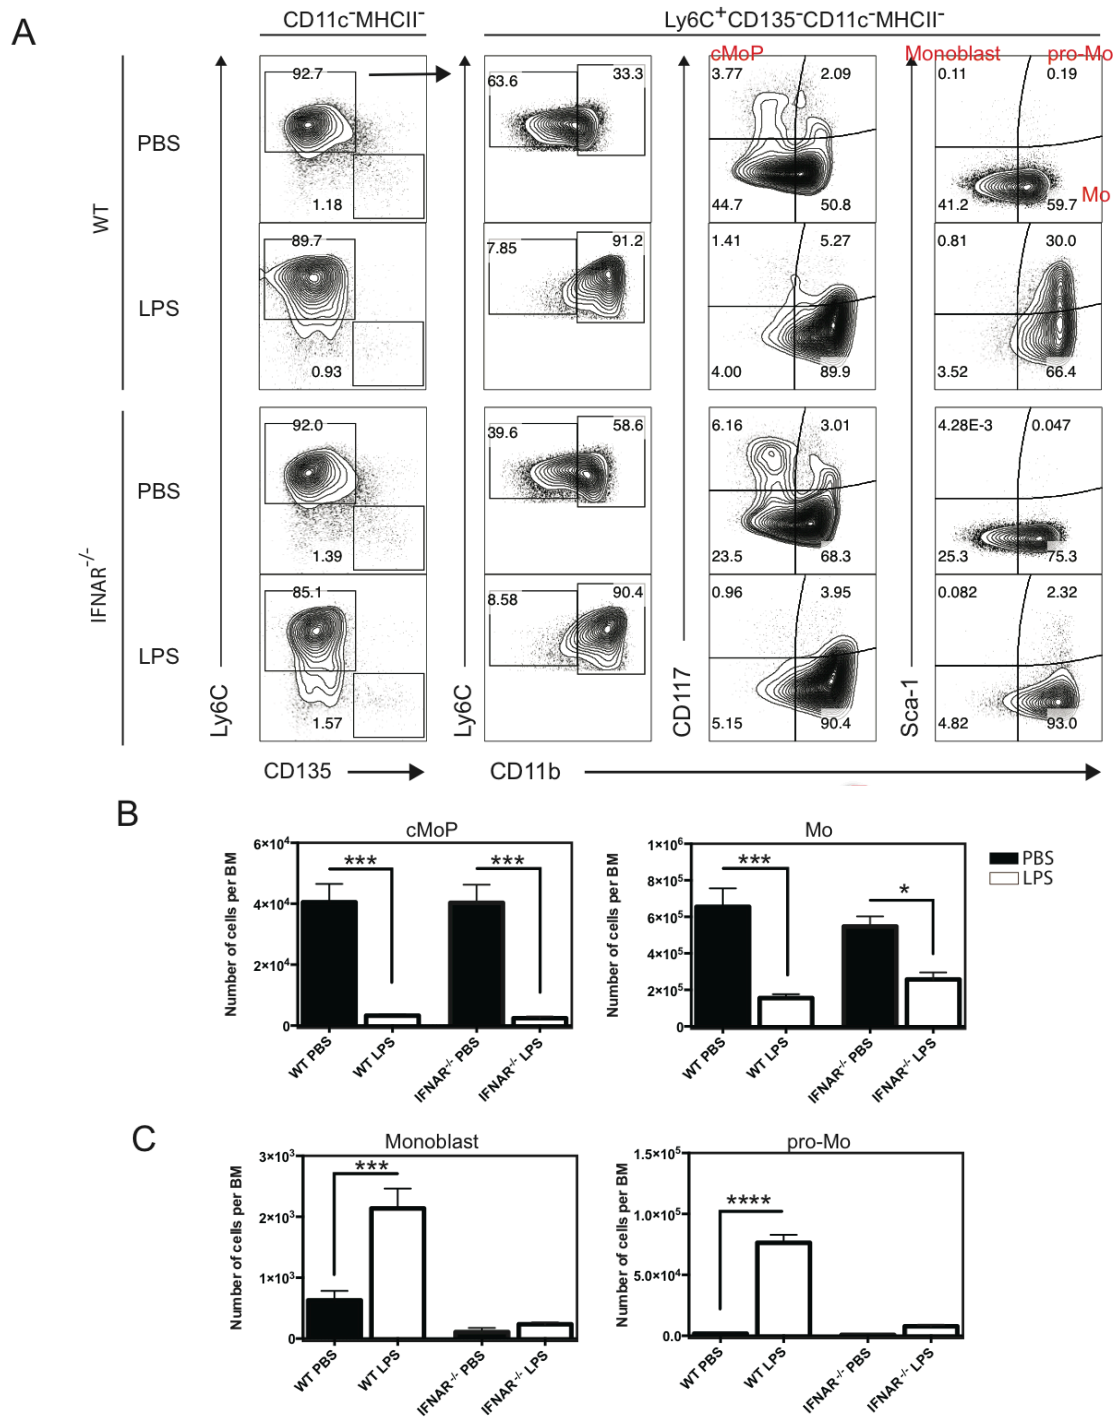 A
CD11c⁻MHCII⁻
Ly6C⁺CD135⁻CD11c⁻MHCII⁻
cMoP
Monoblast
pro-Mo
WT
PBS
92.7
1.18
63.6
33.3
3.77
2.09
44.7
50.8
0.11
0.19
41.2
59.7
Mo
LPS
89.7
0.93
7.85
91.2
1.41
5.27
4.00
89.9
0.81
30.0
3.52
66.4
IFNAR⁻/⁻
PBS
92.0
1.39
39.6
58.6
6.16
3.01
23.5
68.3
4.28E-3
0.047
25.3
75.3
LPS
85.1
1.57
8.58
90.4
0.96
3.95
5.15
90.4
0.082
2.32
4.82
93.0
Ly6C
Ly6C
CD117
Sca-1
CD135
CD11b
B
cMoP
Number of cells per BM
6×10⁴
4×10⁴
2×10⁴
0
***
***
WT PBS
WT LPS
IFNAR⁻/⁻ PBS
IFNAR⁻/⁻ LPS
Mo
Number of cells per BM
1×10⁶
8×10⁵
6×10⁵
4×10⁵
2×10⁵
0
***
*
WT PBS
WT LPS
IFNAR⁻/⁻ PBS
IFNAR⁻/⁻ LPS
PBS
LPS
C
Monoblast
Number of cells per BM
3×10³
2×10³
1×10³
0
***
WT PBS
WT LPS
IFNAR⁻/⁻ PBS
IFNAR⁻/⁻ LPS
pro-Mo
Number of cells per BM
1.5×10⁵
1.0×10⁵
5.0×10⁴
0.0
****
WT PBS
WT LPS
IFNAR⁻/⁻ PBS
IFNAR⁻/⁻ LPS